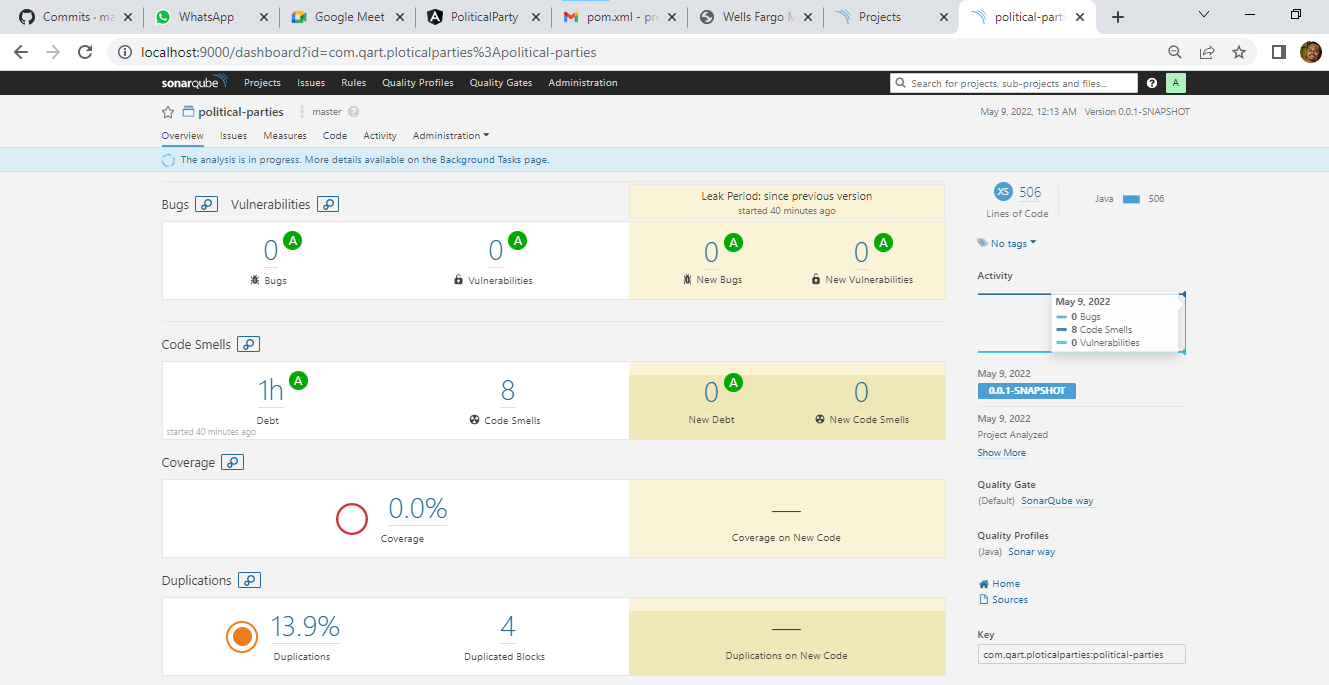 Commits · ma
WhatsApp
Google Meet
PoliticalParty
pom.xml - pre
Wells Fargo M
Projects
political-parti
localhost:9000/dashboard?id=com.qart.ploticalparties%3Apolitical-parties
sonarqube Projects Issues Rules Quality Profiles Quality Gates Administration
Search for projects, sub-projects and files...
A
political-parties master
May 9, 2022, 12:13 AM Version 0.0.1-SNAPSHOT
Overview Issues Measures Code Activity Administration
The analysis is in progress. More details available on the Background Tasks page.
Bugs Vulnerabilities
Leak Period: since previous version
started 40 minutes ago
0 A
Bugs
0 A
Vulnerabilities
0 A
New Bugs
0 A
New Vulnerabilities
Code Smells
1h A
Debt
started 40 minutes ago
8
Code Smells
0 A
New Debt
0
New Code Smells
Coverage
0.0%
Coverage
Coverage on New Code
Duplications
13.9%
Duplications
4
Duplicated Blocks
Duplications on New Code
XS 506
Lines of Code
Java 506
No tags
Activity
May 9, 2022
0 Bugs
8 Code Smells
0 Vulnerabilities
May 9, 2022
0.0.1-SNAPSHOT
May 9, 2022
Project Analyzed
Show More
Quality Gate
(Default) SonarQube way
Quality Profiles
(Java) Sonar way
Home
Sources
Key
com.qart.ploticalparties:political-parties